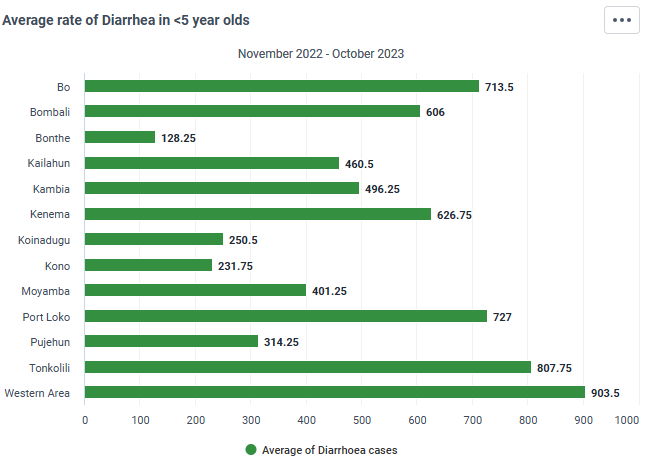 Average rate of Diarrhea in <5 year olds
November 2022 - October 2023
Bo 713.5
Bombali 606
Bonthe 128.25
Kailahun 460.5
Kambia 496.25
Kenema 626.75
Koinadugu 250.5
Kono 231.75
Moyamba 401.25
Port Loko 727
Pujehun 314.25
Tonkolili 807.75
Western Area 903.5
0 100 200 300 400 500 600 700 800 900 1000
Average of Diarrhoea cases